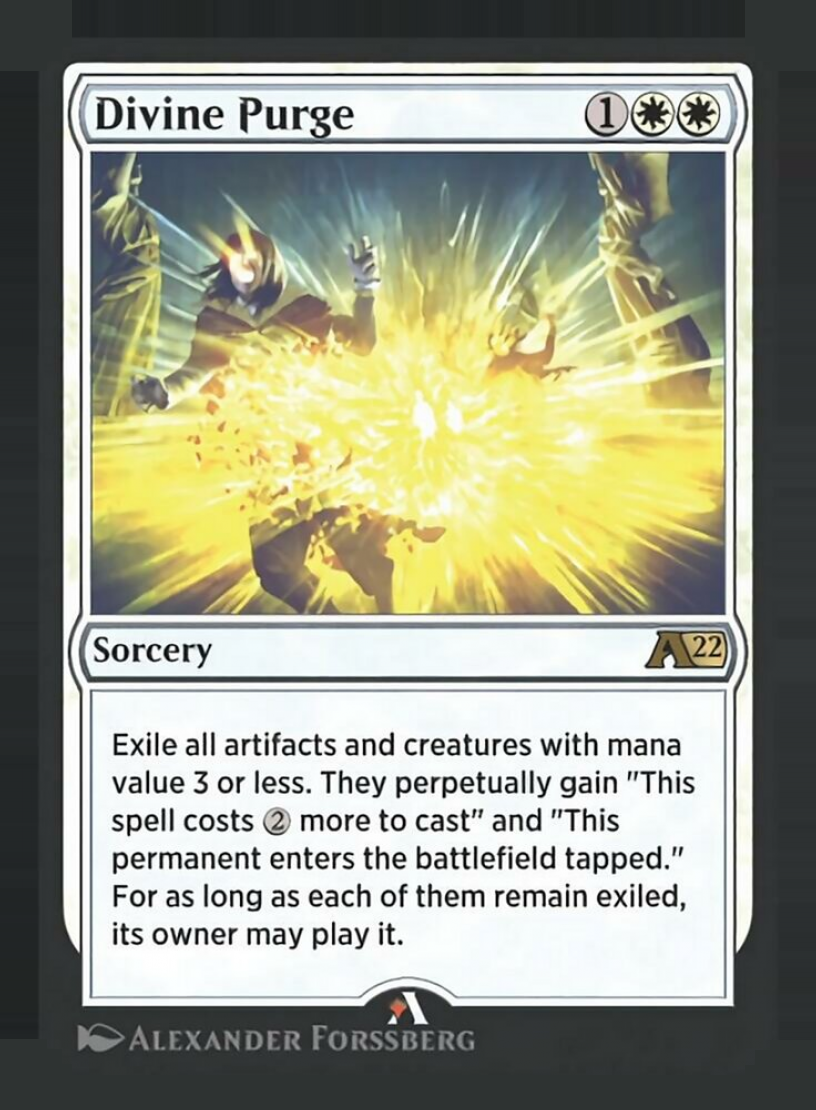 Divine Purge 1
Sorcery A22
Exile all artifacts and creatures with mana
value 3 or less. They perpetually gain "This
spell costs 2 more to cast" and "This
permanent enters the battlefield tapped."
For as long as each of them remain exiled,
its owner may play it.
Alexander Forssberg